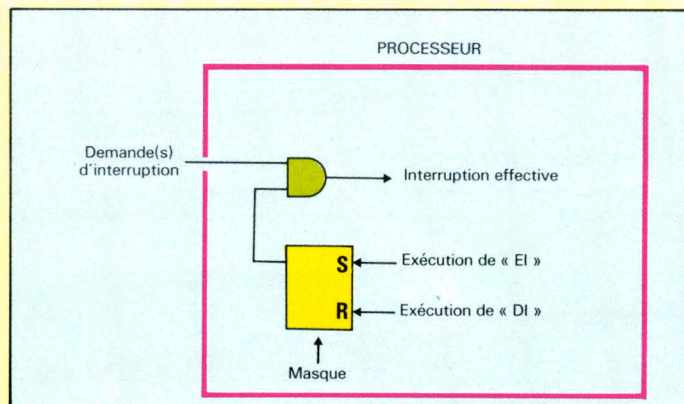 PROCESSEUR
Demande(s)
d'interruption
Interruption effective
S
Exécution de « EI »
R
Exécution de « DI »
Masque